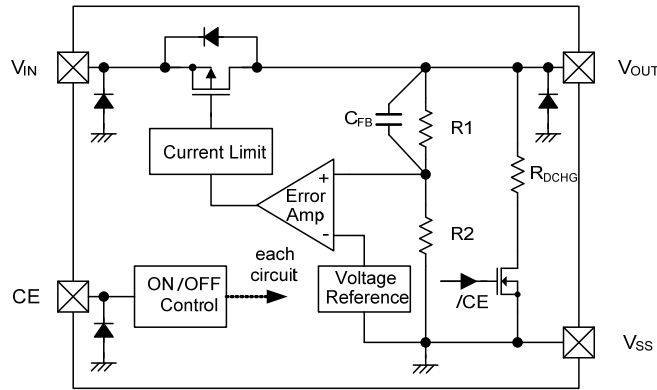 VIN
VOUT
CFB
R1
Current Limit
RDCHG
+
Error
Amp
-
R2
each
circuit
Voltage
Reference
CE
ON/OFF
Control
/CE
VSS